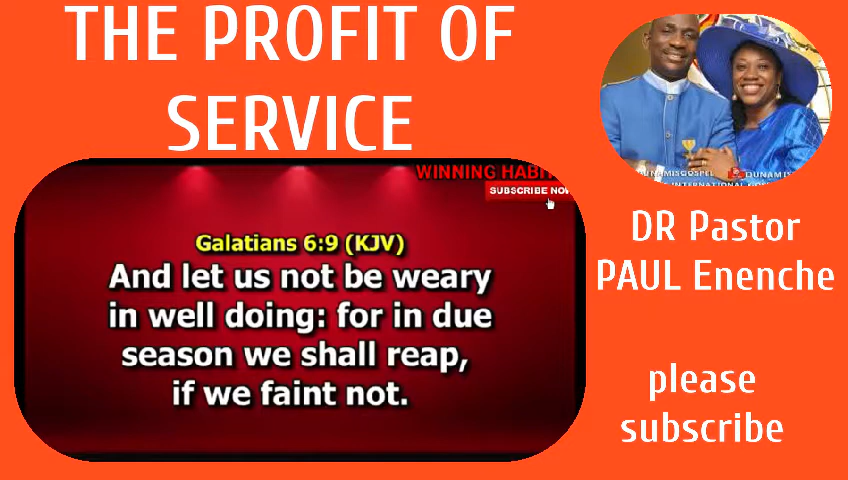 THE PROFIT OF
SERVICE
WINNING
SUBSCRIBE NOW
Galatians 6:9 (KJV)
And let us not be weary
in well doing: for in due
season we shall reap,
if we faint not.
DR Pastor
PAUL Enenche
please
subscribe